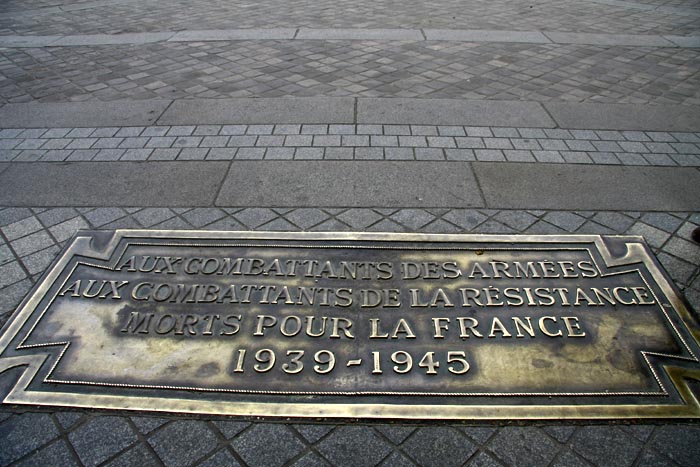 AUX COMBATTANTS DES ARMÉES
AUX COMBATTANTS DE LA RÉSISTANCE
MORTS POUR LA FRANCE
1939-1945